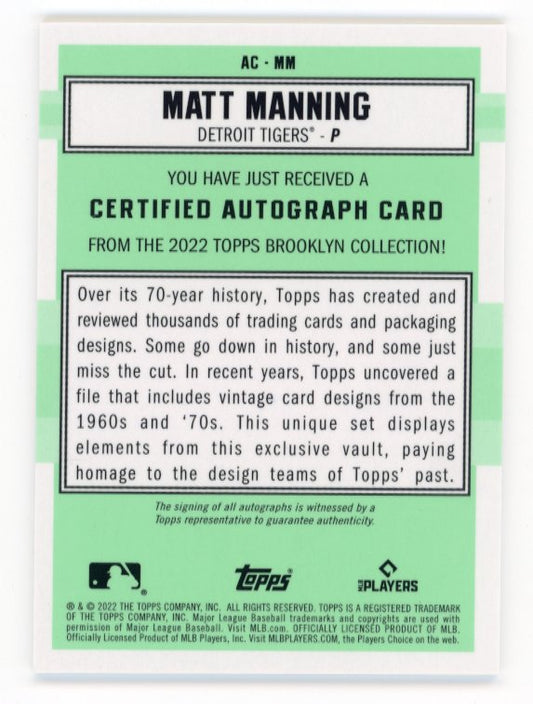 AC - MM
MATT MANNING
DETROIT TIGERS® - P
YOU HAVE JUST RECEIVED A
CERTIFIED AUTOGRAPH CARD
FROM THE 2022 TOPPS BROOKLYN COLLECTION!
Over its 70-year history, Topps has created and
reviewed thousands of trading cards and packaging
designs. Some go down in history, and some just
miss the cut. In recent years, Topps uncovered a
file that includes vintage card designs from the
1960s and ‘70s. This unique set displays
elements from this exclusive vault, paying
homage to the design teams of Topps’ past.
The signing of all autographs is witnessed by a
Topps representative to guarantee authenticity.
Topps® MLB PLAYERS
® & © 2022 THE TOPPS COMPANY, INC. ALL RIGHTS RESERVED. TOPPS IS A REGISTERED TRADEMARK
OF THE TOPPS COMPANY, INC. Major League Baseball trademarks and copyrights are used with
permission of Major League Baseball. Visit MLB.com. OFFICIALLY LICENSED PRODUCT OF MLB.
Officially Licensed Product of MLB Players, Inc. Visit MLBPLAYERS.COM, the Players Choice on the web.